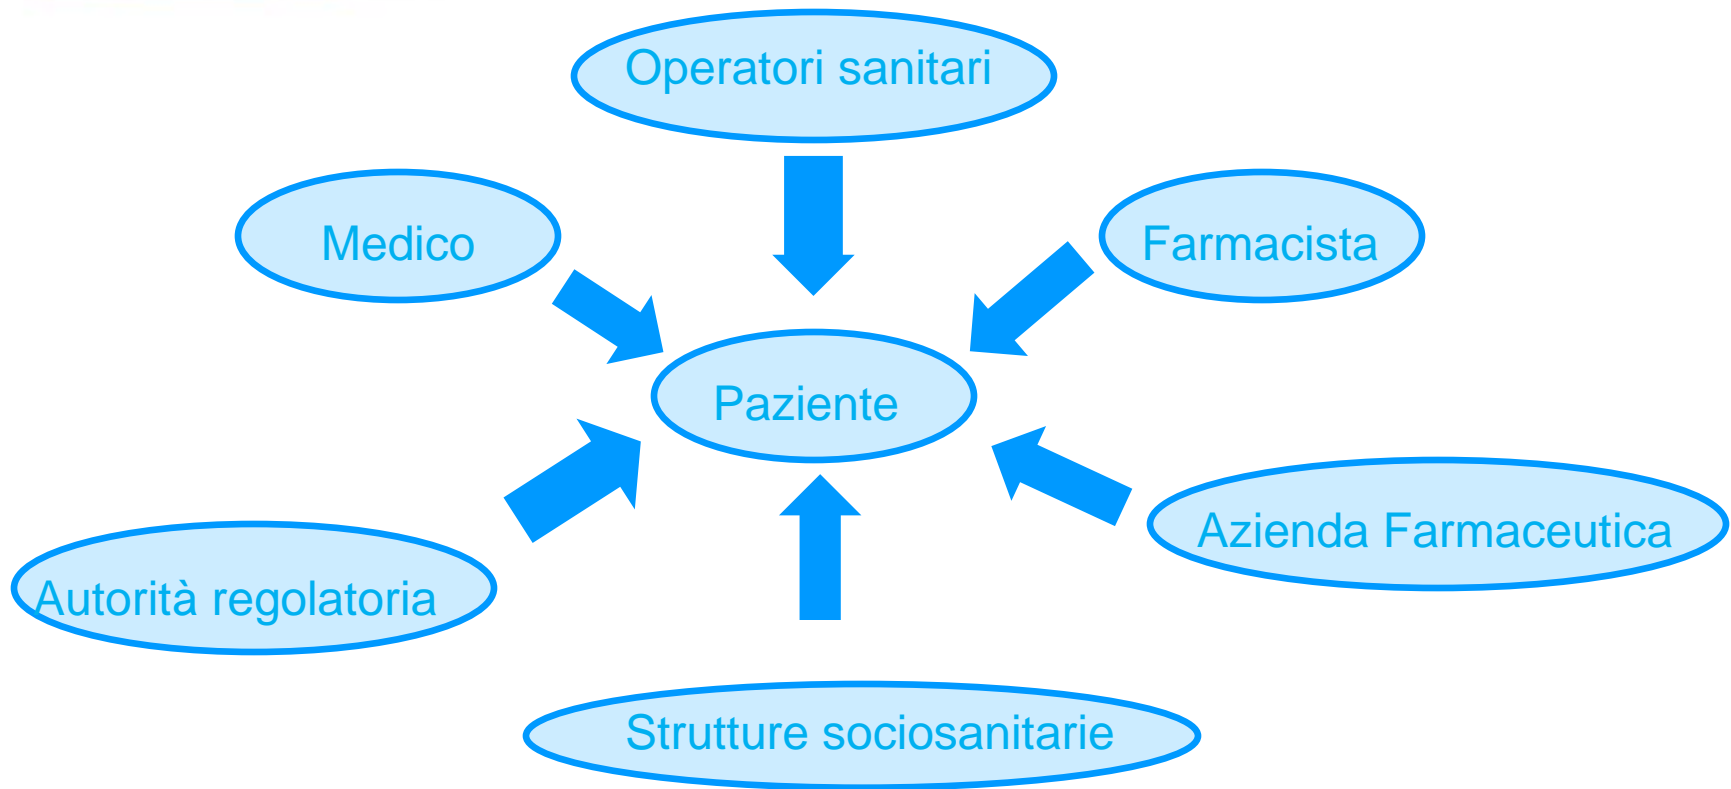 Operatori sanitari
Medico
Farmacista
Paziente
Azienda Farmaceutica
Autorità regolatoria
Strutture sociosanitarie